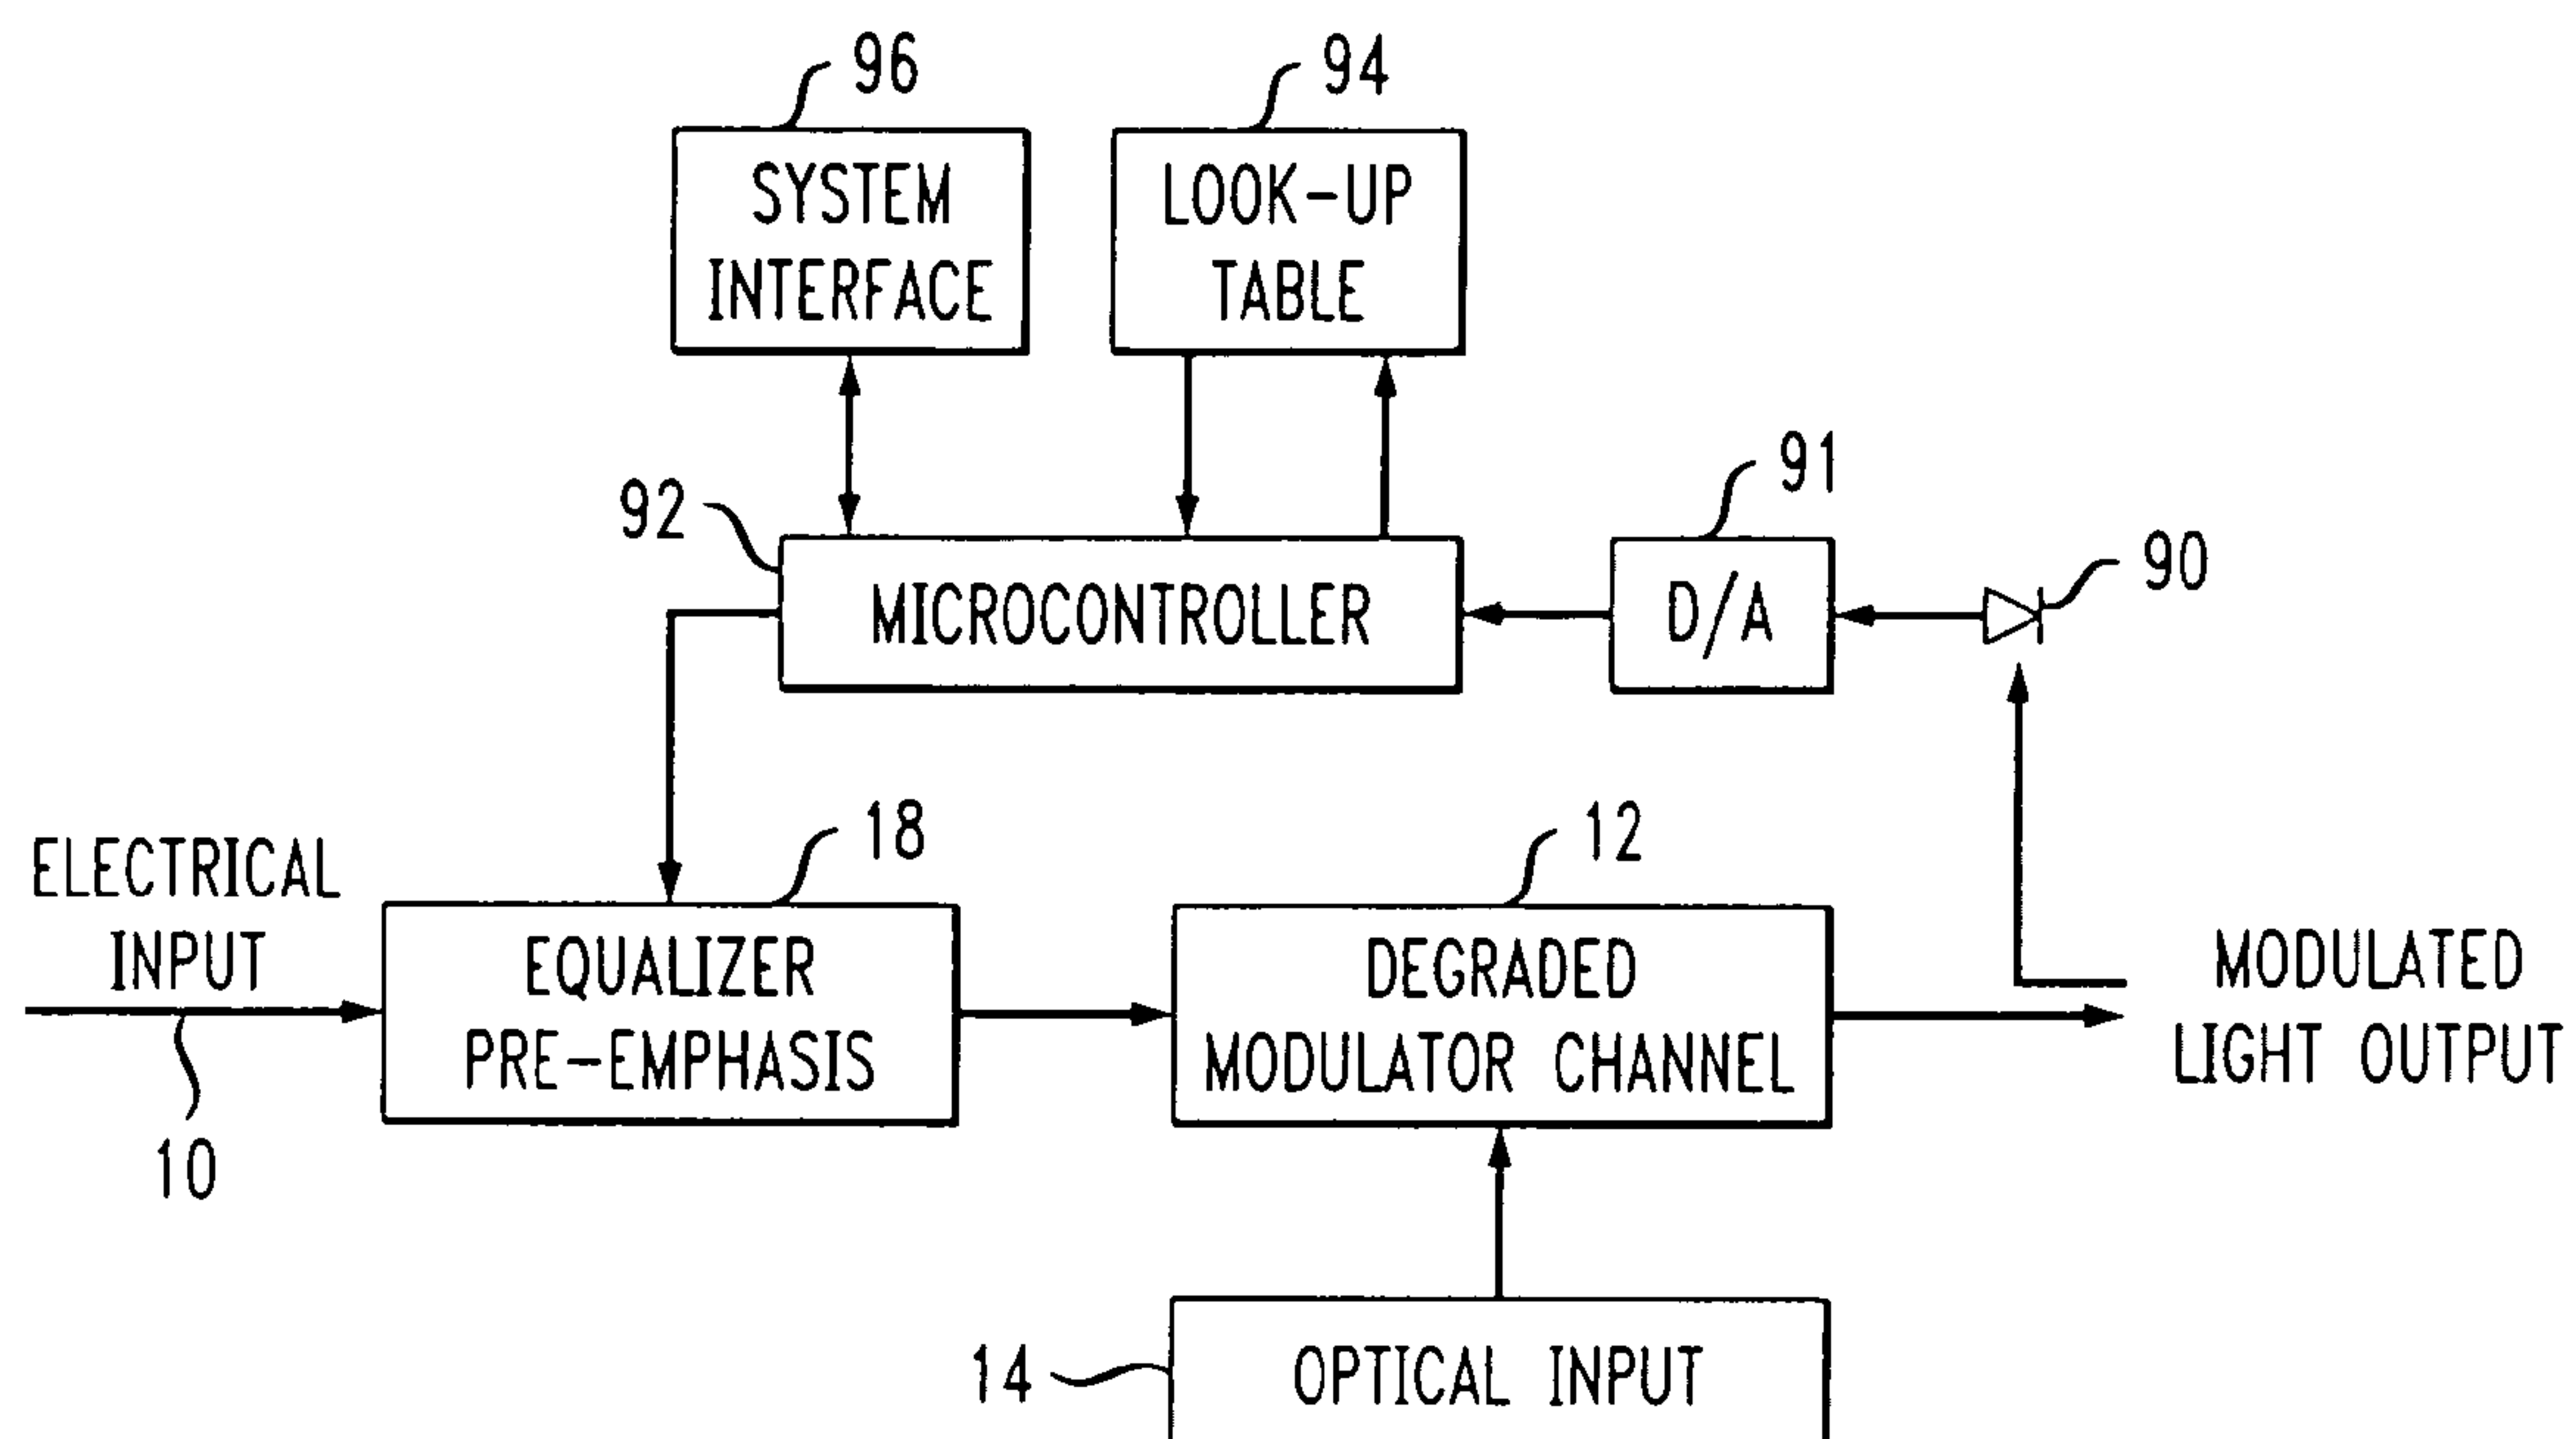 96
94
SYSTEM
INTERFACE
LOOK-UP
TABLE
92
91
90
MICROCONTROLLER
D/A
18
12
ELECTRICAL
INPUT
EQUALIZER
PRE-EMPHASIS
DEGRADED
MODULATOR CHANNEL
MODULATED
LIGHT OUTPUT
10
14
OPTICAL INPUT